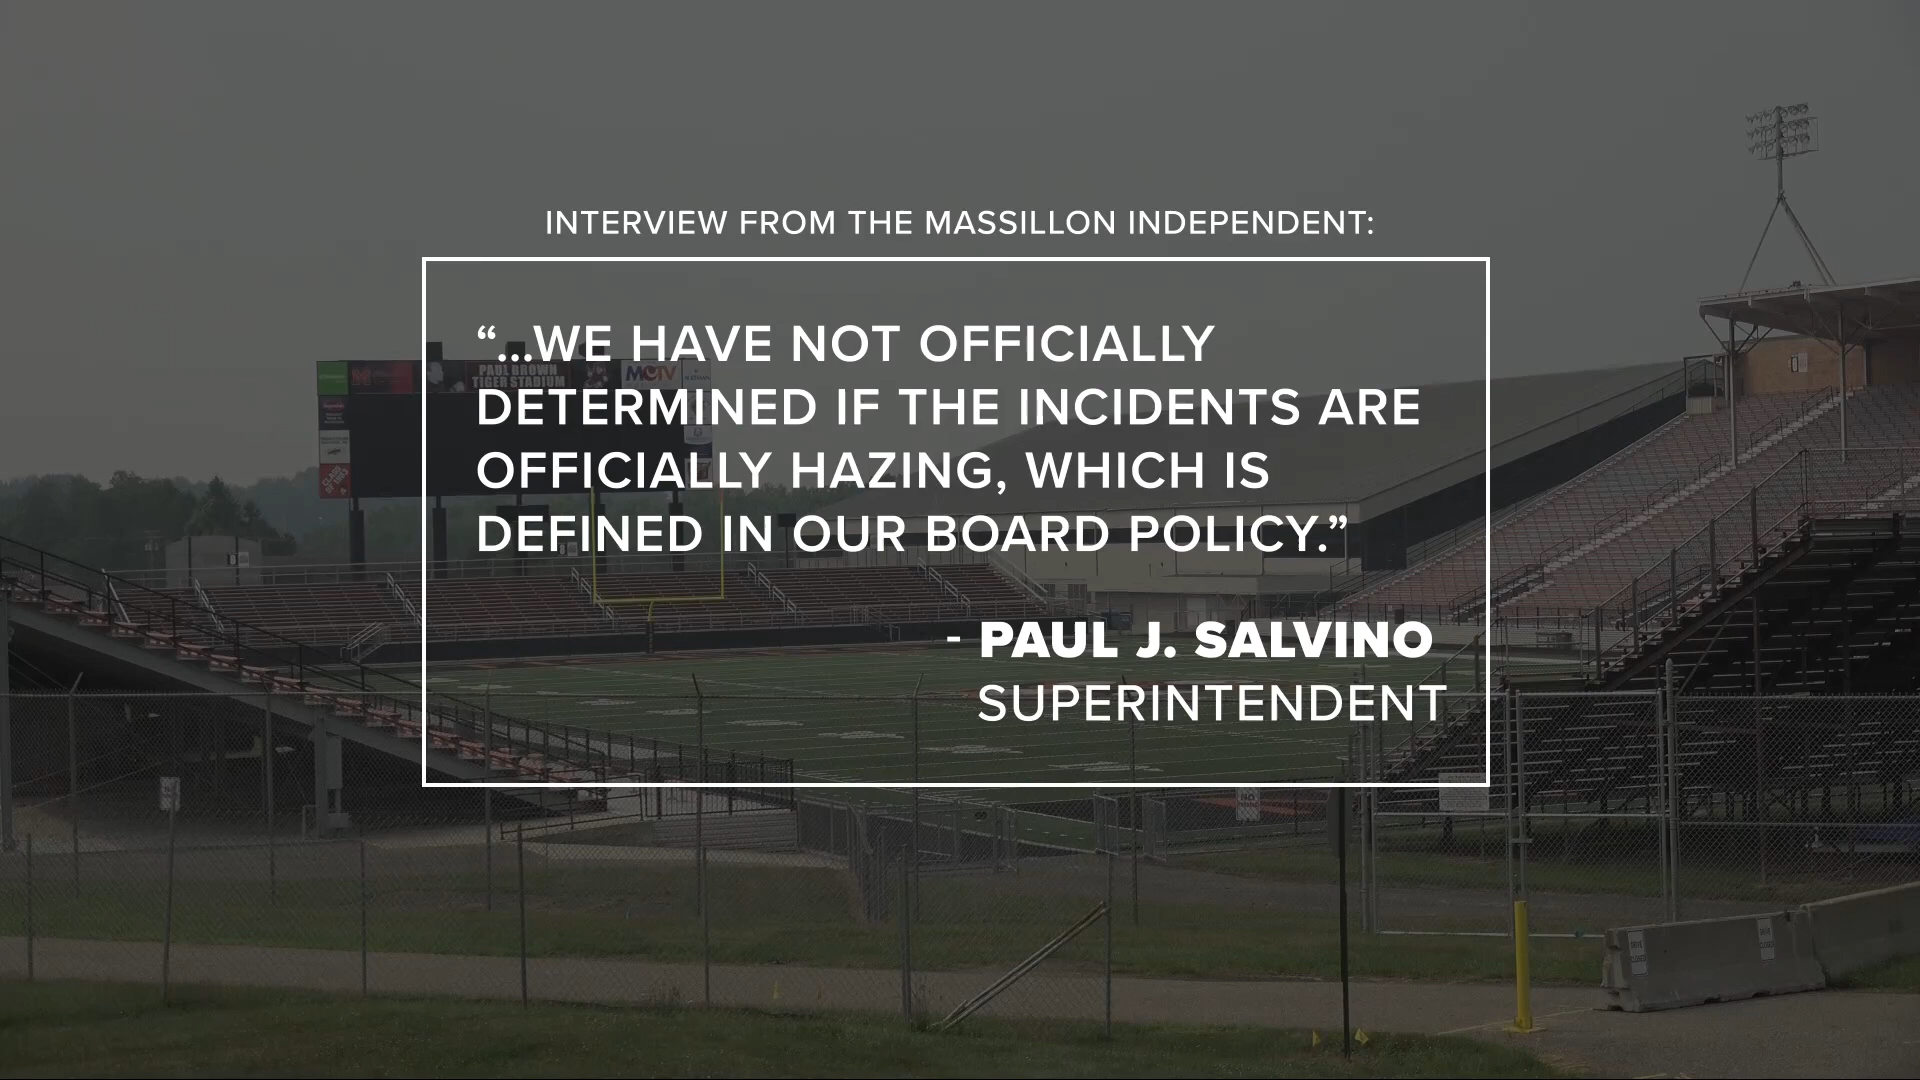 INTERVIEW FROM THE MASSILLON INDEPENDENT:
“...WE HAVE NOT OFFICIALLY
DETERMINED IF THE INCIDENTS ARE
OFFICIALLY HAZING, WHICH IS
DEFINED IN OUR BOARD POLICY.”
- PAUL J. SALVINO
SUPERINTENDENT
PAUL BROWN
TIGER STADIUM
MCTV